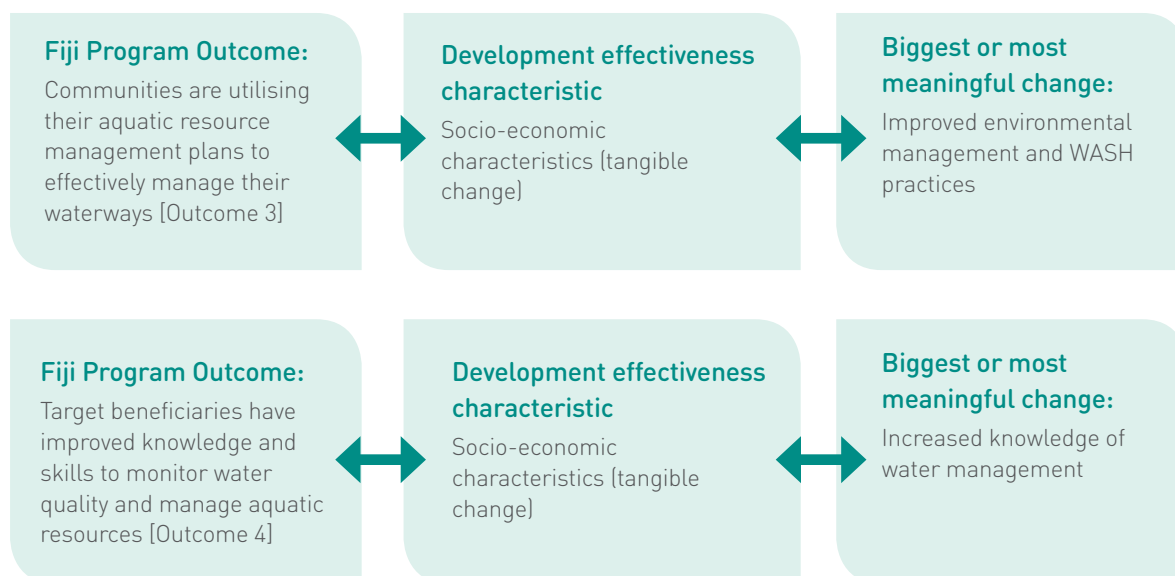 Fiji Program Outcome:
Communities are utilising
their aquatic resource
management plans to
effectively manage their
waterways [Outcome 3]
Development effectiveness
characteristic
Socio-economic
characteristics (tangible
change)
Biggest or most
meaningful change:
Improved environmental
management and WASH
practices
Fiji Program Outcome:
Target beneficiaries have
improved knowledge and
skills to monitor water
quality and manage aquatic
resources [Outcome 4]
Development effectiveness
characteristic
Socio-economic
characteristics (tangible
change)
Biggest or most
meaningful change:
Increased knowledge of
water management